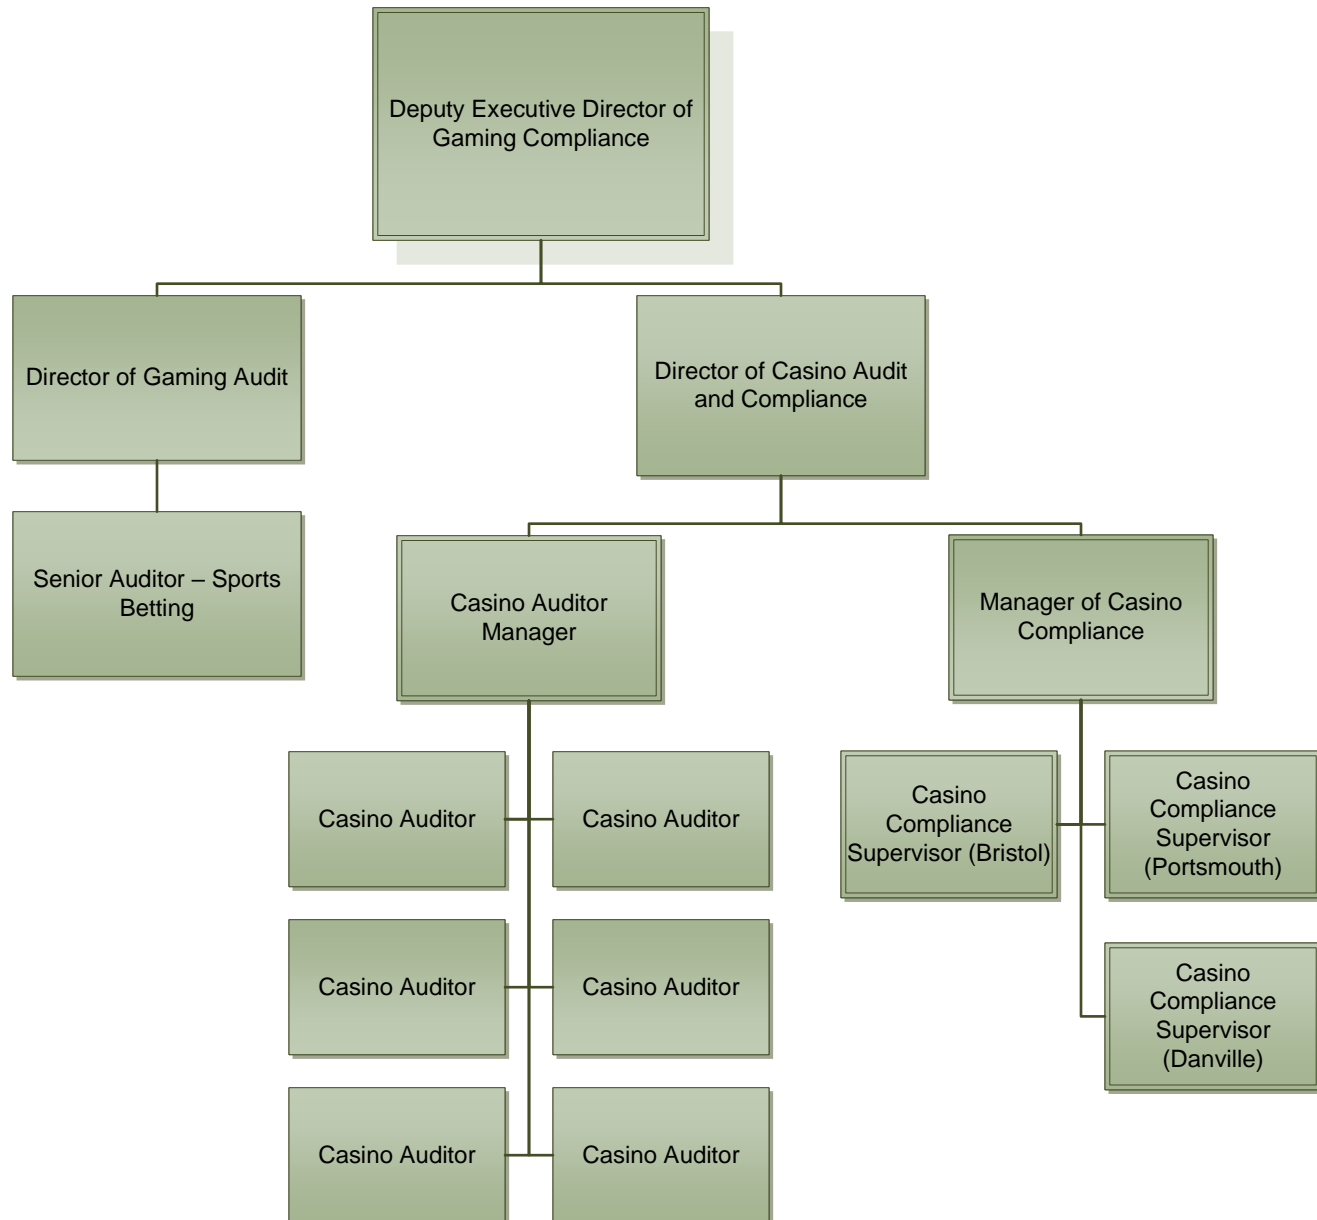 Deputy Executive Director of
Gaming Compliance
Director of Gaming Audit
Director of Casino Audit
and Compliance
Senior Auditor – Sports
Betting
Casino Auditor
Manager
Manager of Casino
Compliance
Casino Auditor
Casino Auditor
Casino
Compliance
Supervisor (Bristol)
Casino
Compliance
Supervisor
(Portsmouth)
Casino Auditor
Casino Auditor
Casino
Compliance
Supervisor
(Danville)
Casino Auditor
Casino Auditor